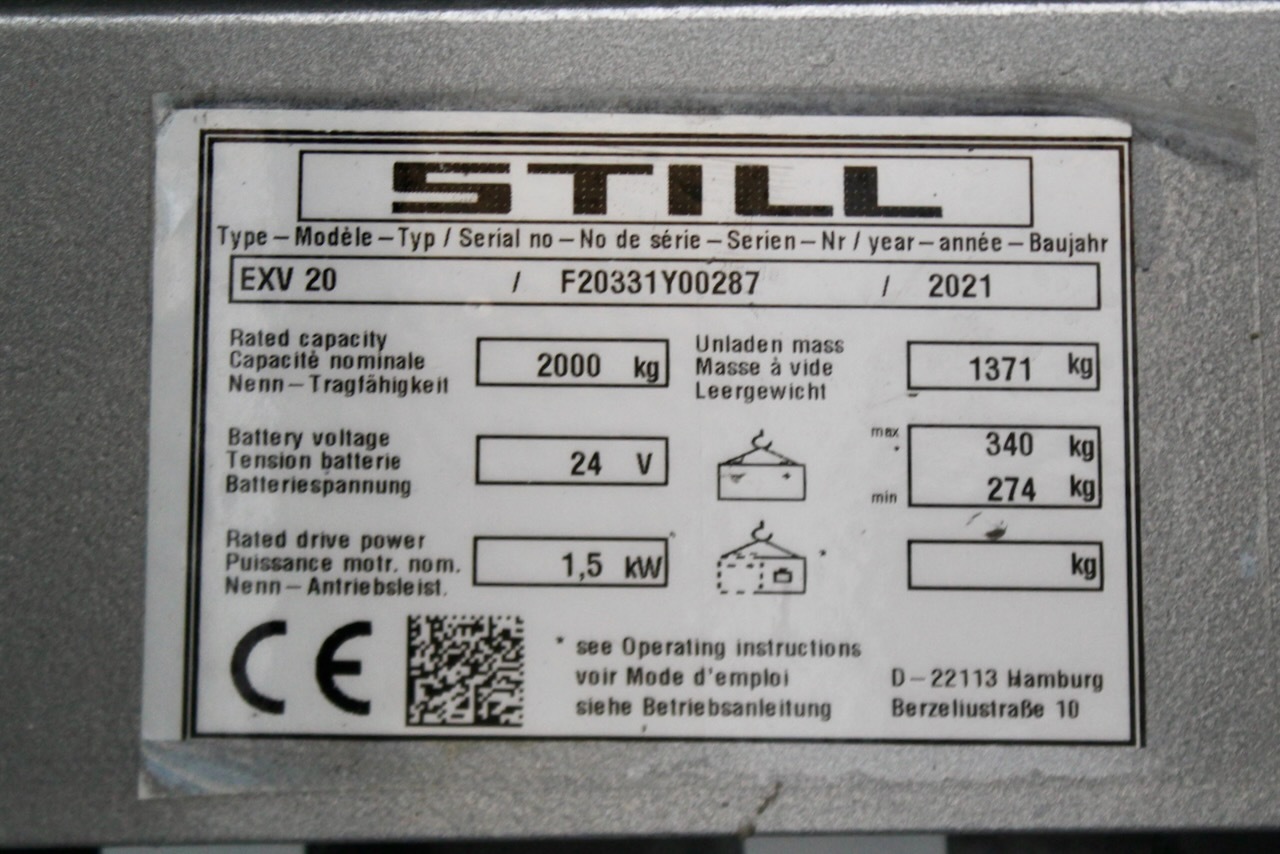 STILL
Type – Modèle – Typ / Serial no – No de série – Serien – Nr / year – année – Baujahr
EXV 20 / F20331Y00287 / 2021
Rated capacity
Capacité nominale
Nenn – Tragfähigkeit
2000 kg
Unladen mass
Masse à vide
Leergewicht
1371 kg
Battery voltage
Tension batterie
Batteriespannung
24 V
max 340 kg
min 274 kg
Rated drive power
Puissance motr. nom.
Nenn – Antriebsleist.
1,5 kW
* kg
CE
* see Operating instructions
voir Mode d'emploi
siehe Betriebsanleitung
D – 22113 Hamburg
Berzeliustraße 10